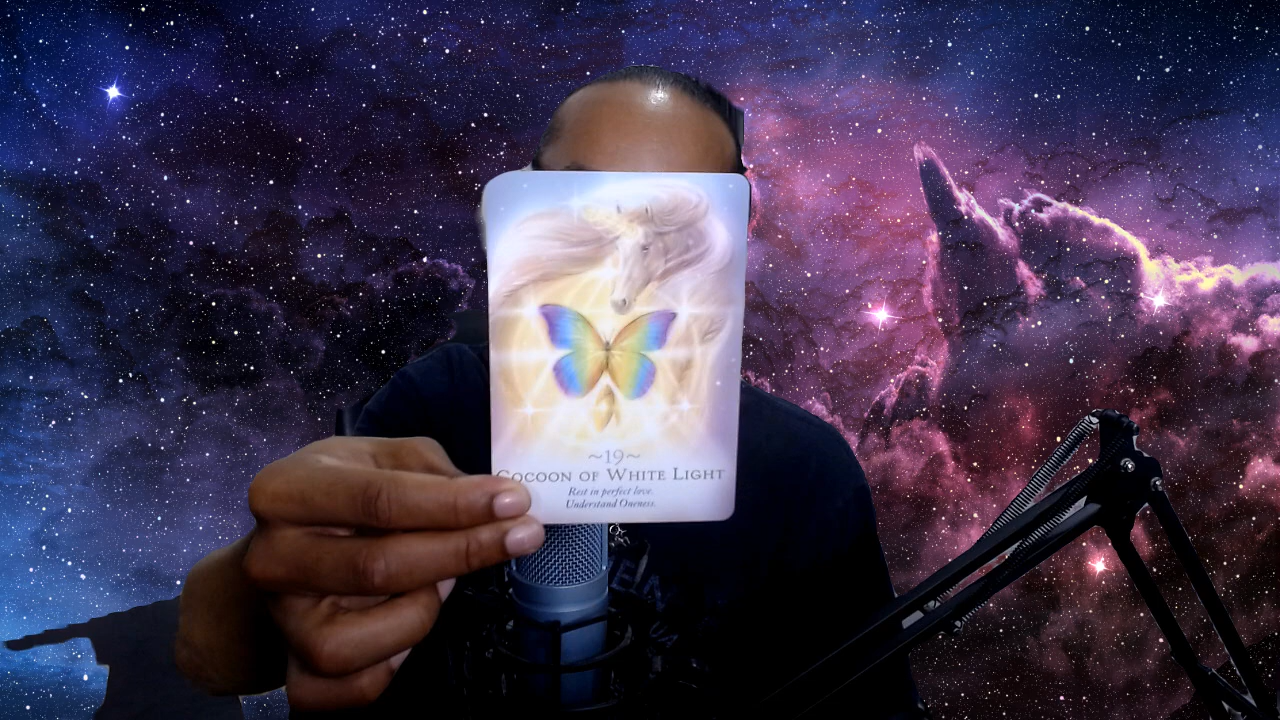 ~19~
COCOON OF WHITE LIGHT
Rest in perfect love.
Understand Oneness.